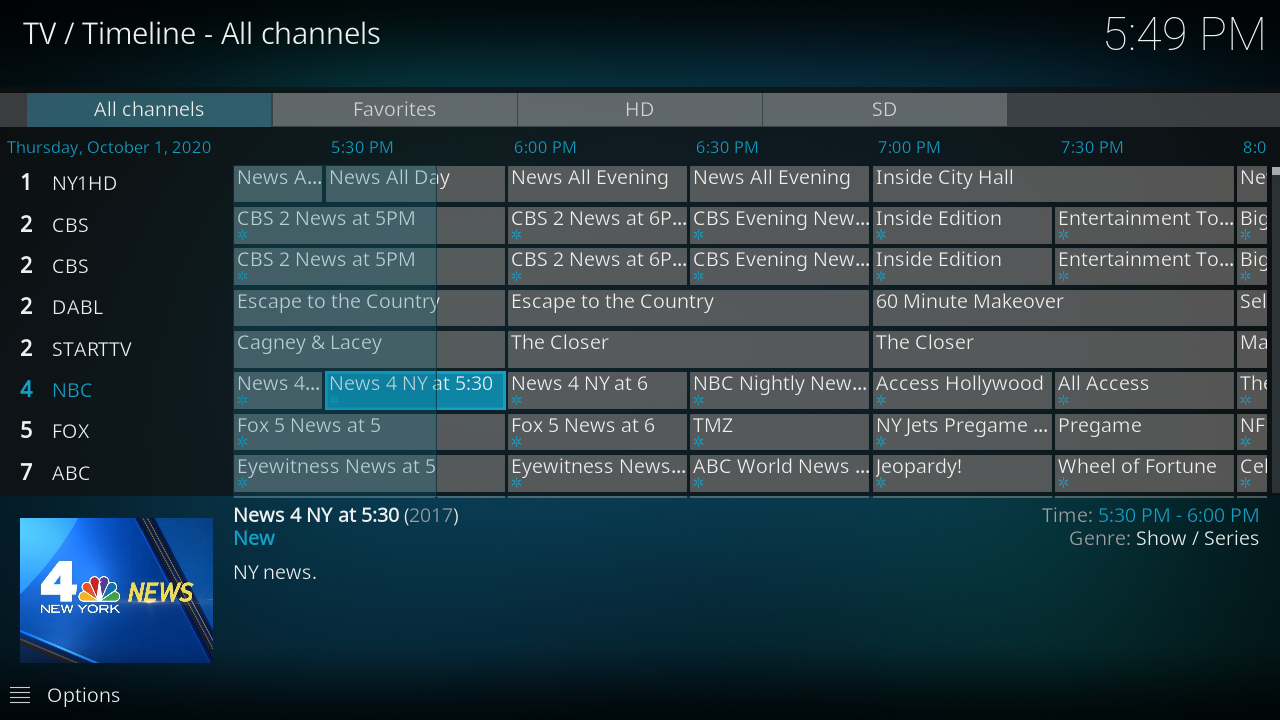 TV / Timeline - All channels
5:49 PM
All channels Favorites HD SD
Thursday, October 1, 2020 5:30 PM 6:00 PM 6:30 PM 7:00 PM 7:30 PM 8:0
1 NY1HD News A... News All Day News All Evening News All Evening Inside City Hall Ne
2 CBS CBS 2 News at 5PM CBS 2 News at 6P... CBS Evening New... Inside Edition Entertainment To... Big
2 CBS CBS 2 News at 5PM CBS 2 News at 6P... CBS Evening New... Inside Edition Entertainment To... Big
2 DABL Escape to the Country Escape to the Country 60 Minute Makeover Sel
2 STARTTV Cagney & Lacey The Closer The Closer Ma
4 NBC News 4... News 4 NY at 5:30 News 4 NY at 6 NBC Nightly New... Access Hollywood All Access The
5 FOX Fox 5 News at 5 Fox 5 News at 6 TMZ NY Jets Pregame ... Pregame NF
7 ABC Eyewitness News at 5 Eyewitness News... ABC World News ... Jeopardy! Wheel of Fortune Cel
News 4 NY at 5:30 (2017) Time: 5:30 PM - 6:00 PM
New Genre: Show / Series
NY news.
4 NEWS
NEW YORK
Options